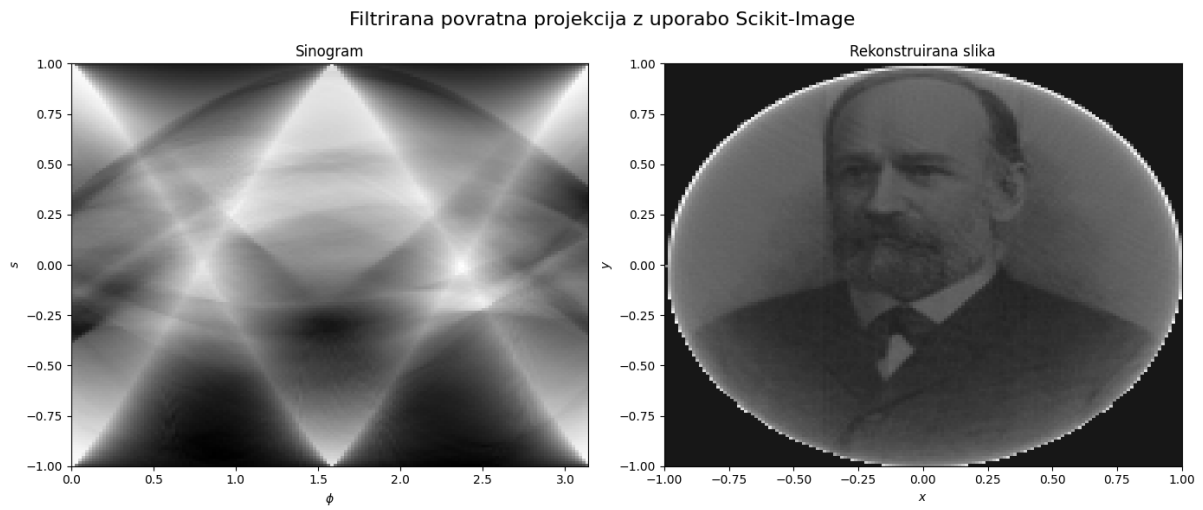 Filtrirana povratna projekcija z uporabo Scikit-Image
Sinogram
1.00
0.75
0.50
0.25
0.00
−0.25
−0.50
−0.75
−1.00
s
0.0 0.5 1.0 1.5 2.0 2.5 3.0
ϕ
Rekonstruirana slika
1.00
0.75
0.50
0.25
0.00
−0.25
−0.50
−0.75
−1.00
y
−1.00 −0.75 −0.50 −0.25 0.00 0.25 0.50 0.75 1.00
x